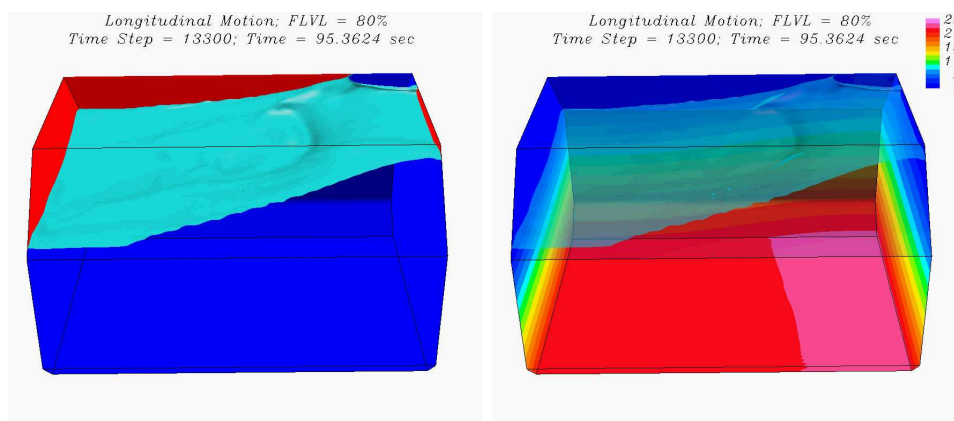 Longitudinal Motion; FLVL = 80%
Time Step = 13300; Time = 95.3624 sec
Longitudinal Motion; FLVL = 80%
Time Step = 13300; Time = 95.3624 sec